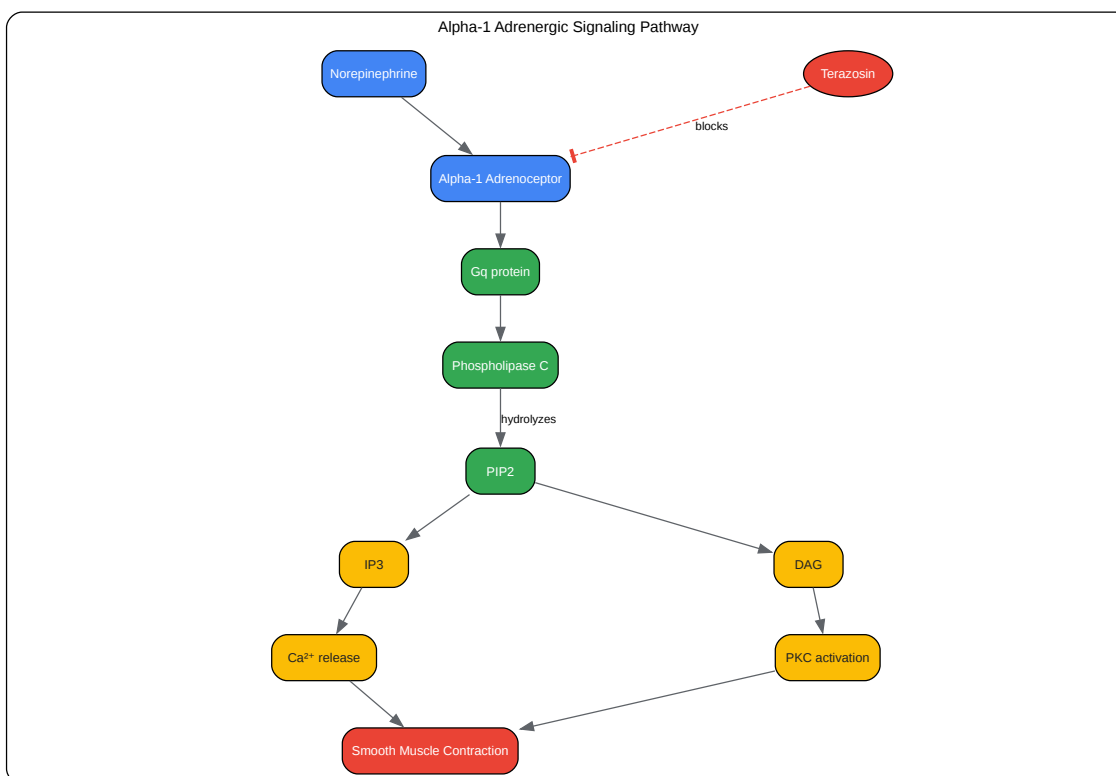 Alpha-1 Adrenergic Signaling Pathway
Norepinephrine
Terazosin
blocks
Alpha-1 Adrenoceptor
Gq protein
Phospholipase C
hydrolyzes
PIP2
IP3
DAG
Ca²⁺ release
PKC activation
Smooth Muscle Contraction